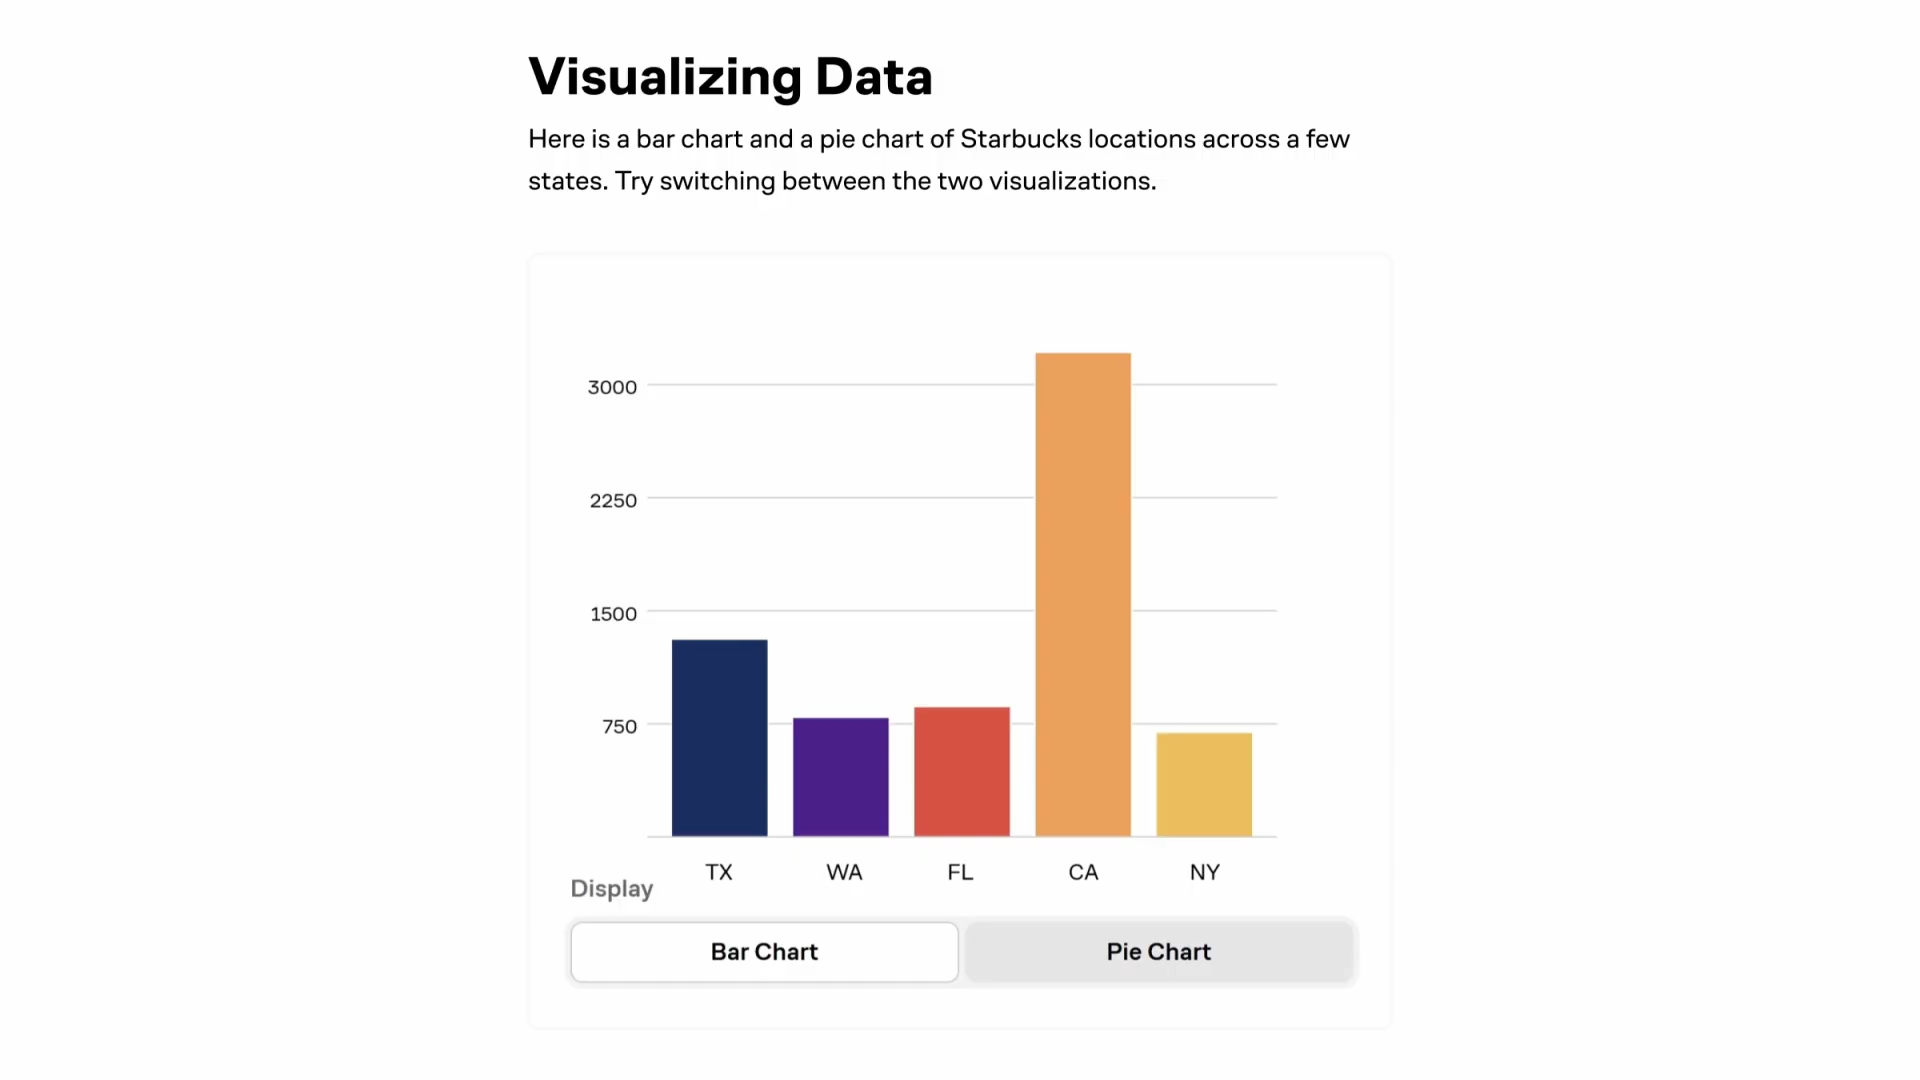 Visualizing Data
Here is a bar chart and a pie chart of Starbucks locations across a few
states. Try switching between the two visualizations.
3000
2250
1500
750
TX WA FL CA NY
Display
Bar Chart Pie Chart